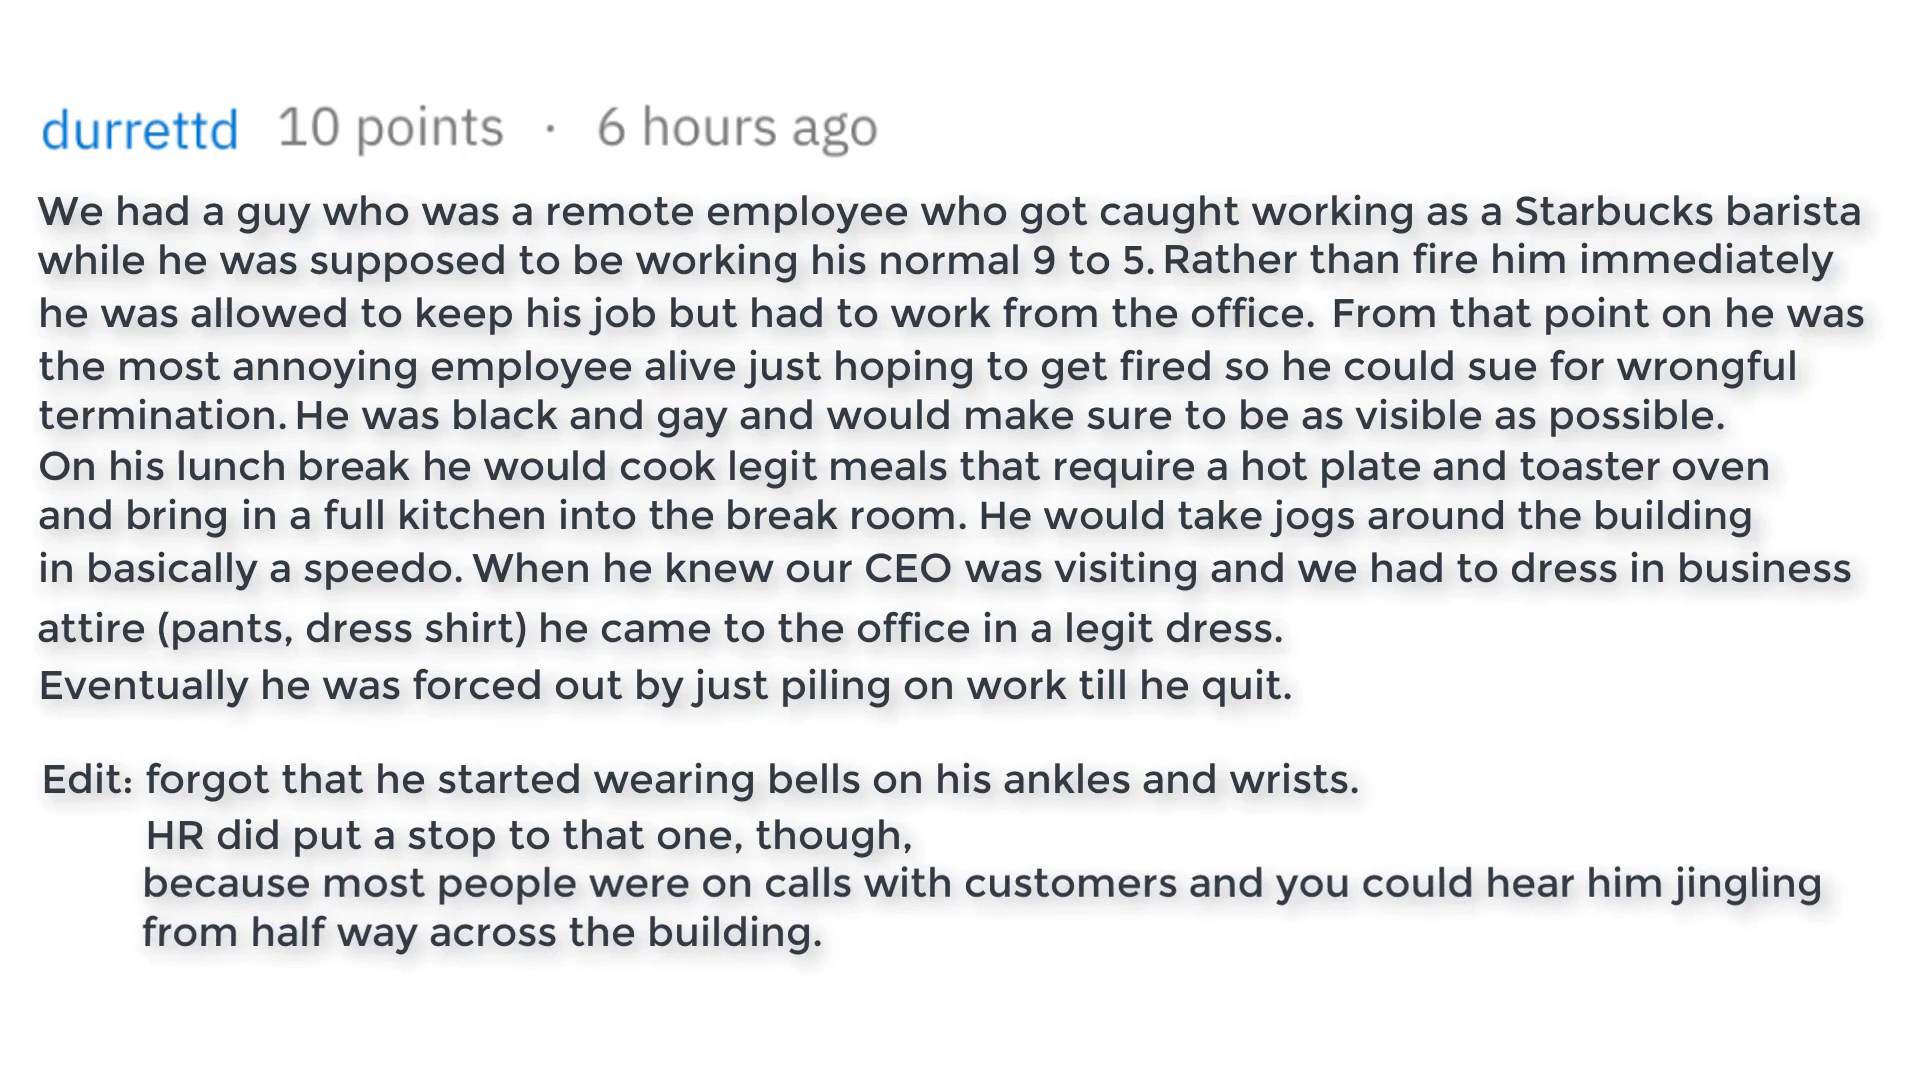 durrettd 10 points · 6 hours ago
We had a guy who was a remote employee who got caught working as a Starbucks barista
while he was supposed to be working his normal 9 to 5. Rather than fire him immediately
he was allowed to keep his job but had to work from the office. From that point on he was
the most annoying employee alive just hoping to get fired so he could sue for wrongful
termination. He was black and gay and would make sure to be as visible as possible.
On his lunch break he would cook legit meals that require a hot plate and toaster oven
and bring in a full kitchen into the break room. He would take jogs around the building
in basically a speedo. When he knew our CEO was visiting and we had to dress in business
attire (pants, dress shirt) he came to the office in a legit dress.
Eventually he was forced out by just piling on work till he quit.
Edit: forgot that he started wearing bells on his ankles and wrists.
HR did put a stop to that one, though,
because most people were on calls with customers and you could hear him jingling
from half way across the building.